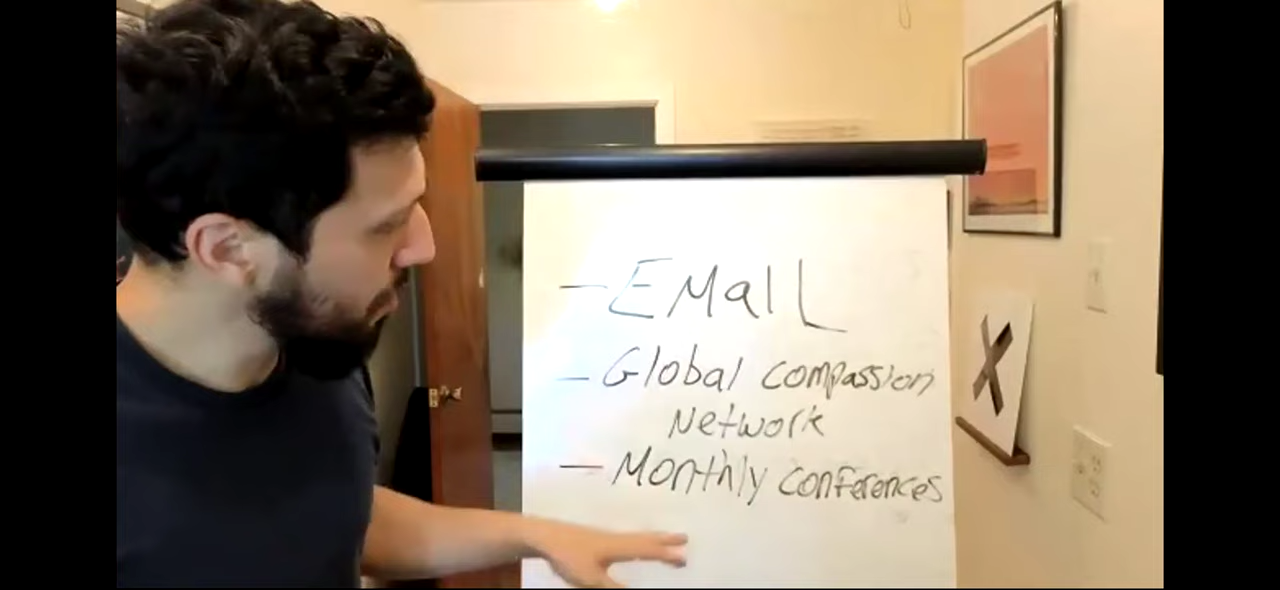 — EMaIL
— Global compassion
Network
— Monthly conferences